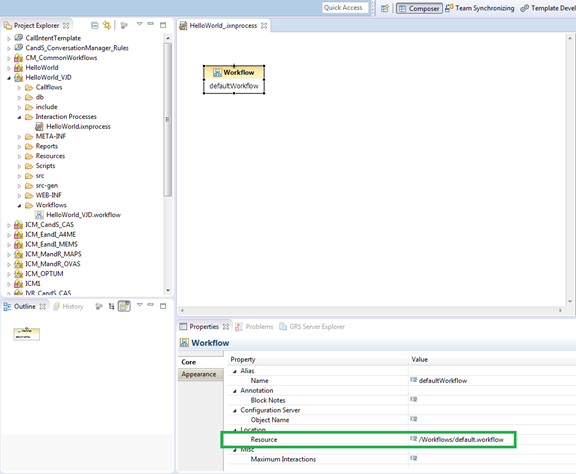 Quick Access
Composer
Team Synchronizing
Template Devel
Project Explorer
CallIntentTemplate
CandS_ConversationManager_Rules
CM_CommonWorkflows
HelloWorld
HelloWorld_VJD
Callflows
db
include
Interaction Processes
HelloWorld.ixnprocess
META-INF
Reports
Resources
Scripts
src
src-gen
WEB-INF
Workflows
HelloWorld_VJD.workflow
ICM_CandS_CAS
ICM_EandI_A4ME
ICM_EandI_MEMS
ICM_MandR_MAPS
ICM_MandR_OVAS
ICM_OPTUM
ICM1
IVR_CandS_CAS
HelloWorld_.ixnprocess
Workflow
defaultWorkflow
Outline
History
Properties
Problems
GRS Server Explorer
Workflow
Core
Appearance
Property Value
Alias
Name defaultWorkflow
Annotation
Block Notes
Configuration Server
Object Name
Location
Resource /Workflows/default.workflow
Misc
Maximum Interactions